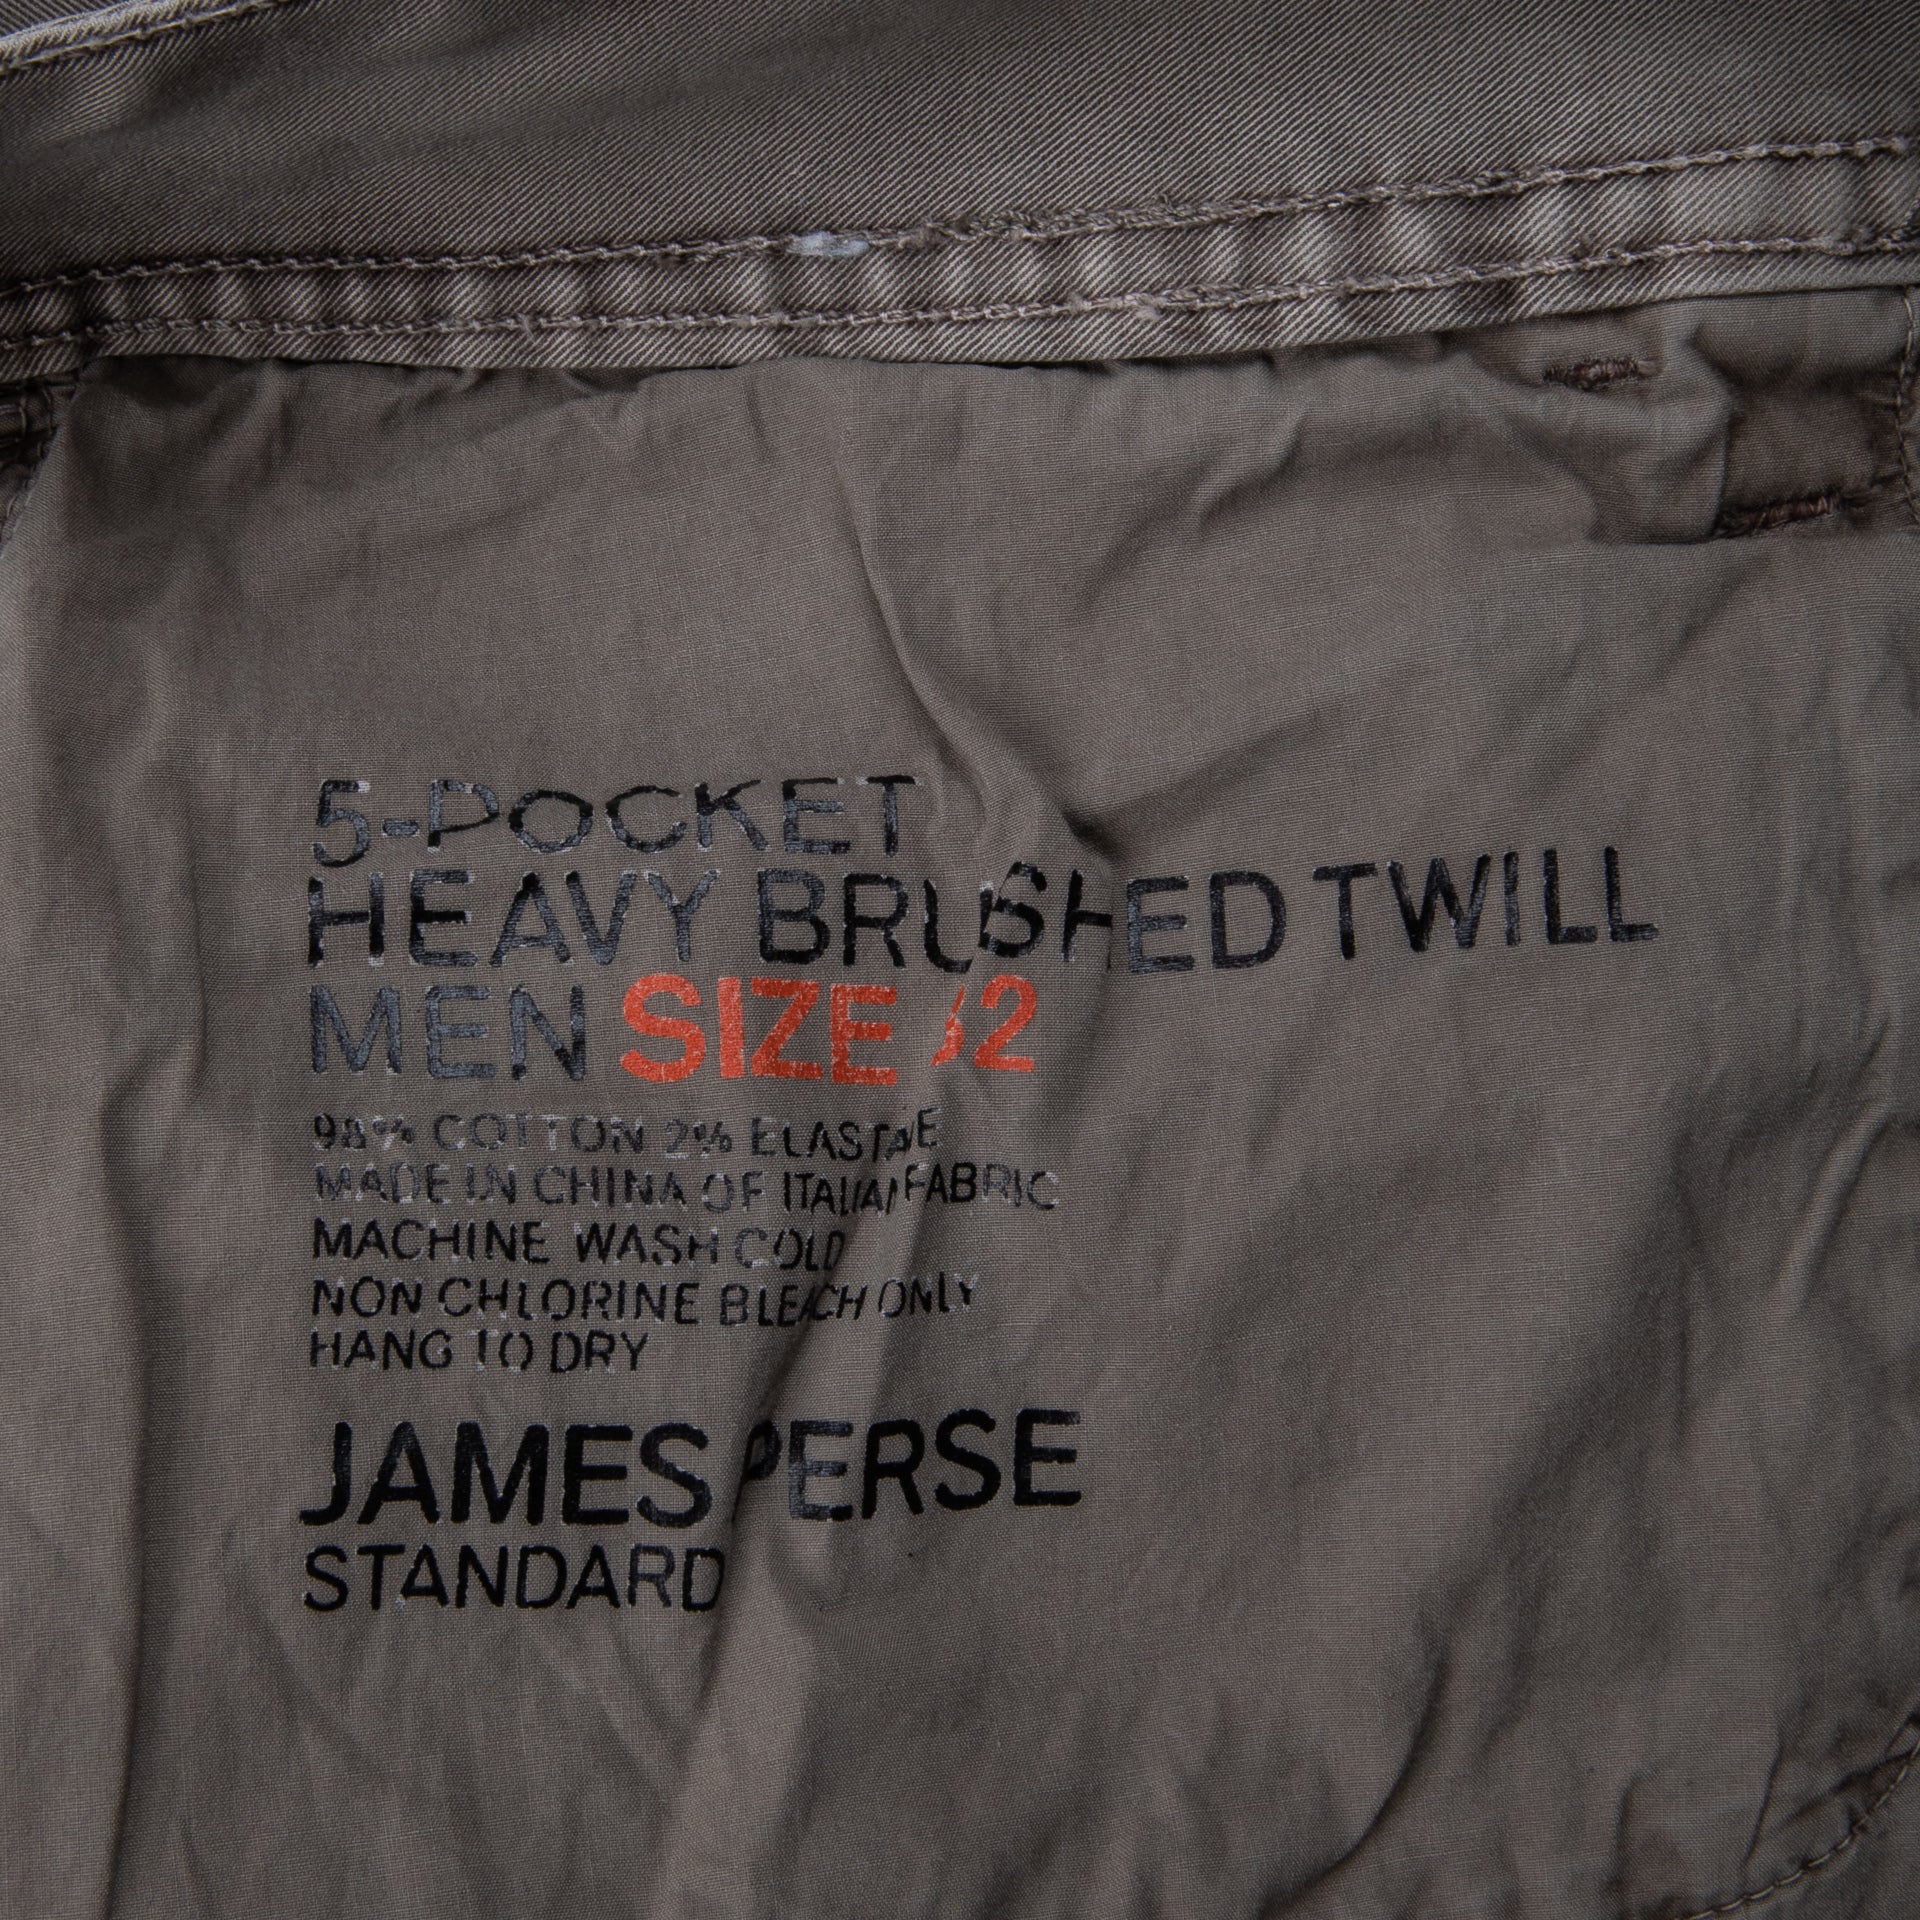 5-POCKET
HEAVY BRUSHED TWILL
MEN SIZE 32
98% COTTON 2% ELASTANE
MADE IN CHINA OF ITALIAN FABRIC
MACHINE WASH COLD
NON CHLORINE BLEACH ONLY
HANG TO DRY
JAMES PERSE
STANDARD